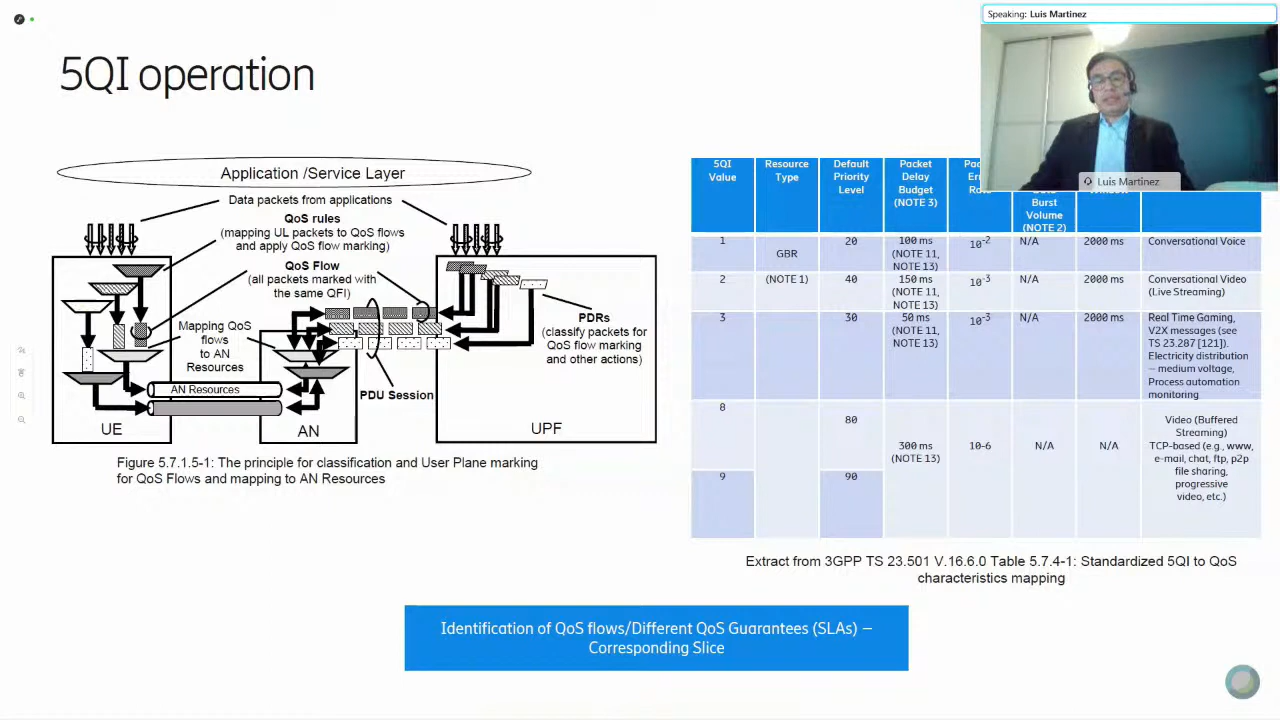 Speaking: Luis Martinez
5QI operation
Luis Martinez
Application /Service Layer
Data packets from applications
QoS rules
(mapping UL packets to QoS flows
and apply QoS flow marking)
QoS Flow
(all packets marked with
the same QFI)
Mapping QoS
flows
to AN
Resources
PDRs
(classify packets for
QoS flow marking
and other actions)
AN Resources
PDU Session
UE
AN
UPF
Figure 5.7.1.5-1: The principle for classification and User Plane marking
for QoS Flows and mapping to AN Resources
5QI
Value
Resource
Type
Default
Priority
Level
Packet
Delay
Budget
(NOTE 3)
Burst
Volume
(NOTE 2)
1
GBR
20
100 ms
(NOTE 11,
NOTE 13)
10-2
N/A
2000 ms
Conversational Voice
2
(NOTE 1)
40
150 ms
(NOTE 11,
NOTE 13)
10-3
N/A
2000 ms
Conversational Video
(Live Streaming)
3
30
50 ms
(NOTE 11,
NOTE 13)
10-3
N/A
2000 ms
Real Time Gaming,
V2X messages (see
TS 23.287 [121]).
Electricity distribution
– medium voltage,
Process automation
monitoring
8
80
300 ms
(NOTE 13)
10-6
N/A
N/A
Video (Buffered
Streaming)
TCP-based (e.g., www,
e-mail, chat, ftp, p2p
file sharing,
progressive
video, etc.)
9
90
Extract from 3GPP TS 23.501 V.16.6.0 Table 5.7.4-1: Standardized 5QI to QoS
characteristics mapping
Identification of QoS flows/Different QoS Guarantees (SLAs) –
Corresponding Slice